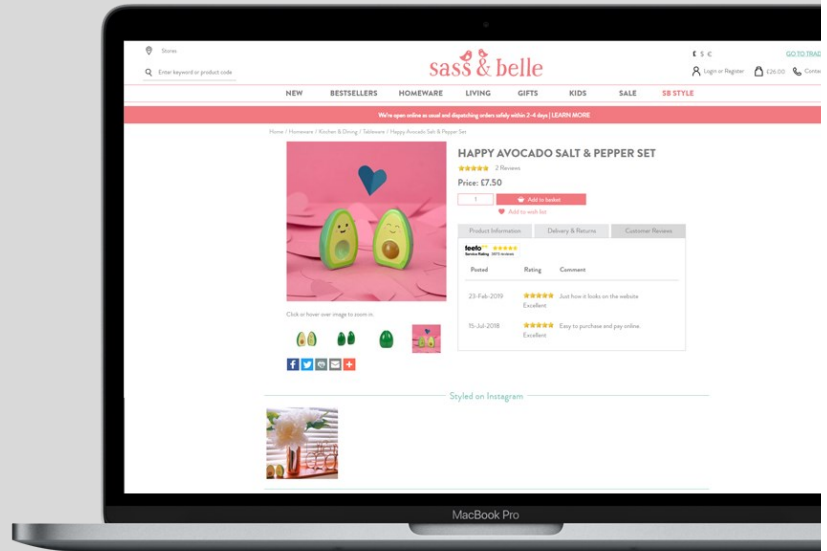 Stores
£ $ €
GO TO TRAD
Enter keyword or product code
sass & belle
Login or Register
£26.00
Contac
NEW BESTSELLERS HOMEWARE LIVING GIFTS KIDS SALE SB STYLE
We're open online as usual and dispatching orders safely within 2-4 days | LEARN MORE
Home / Homeware / Kitchen & Dining / Tableware / Happy Avocado Salt & Pepper Set
HAPPY AVOCADO SALT & PEPPER SET
2 Reviews
Price: £7.50
1
Add to basket
Add to wish list
Product Information Delivery & Returns Customer Reviews
feefo
Service Rating
Posted Rating Comment
23-Feb-2019 Just how it looks on the website
Excellent
15-Jul-2018 Easy to purchase and pay online.
Excellent
Click or hover over image to zoom in.
Styled on Instagram
MacBook Pro